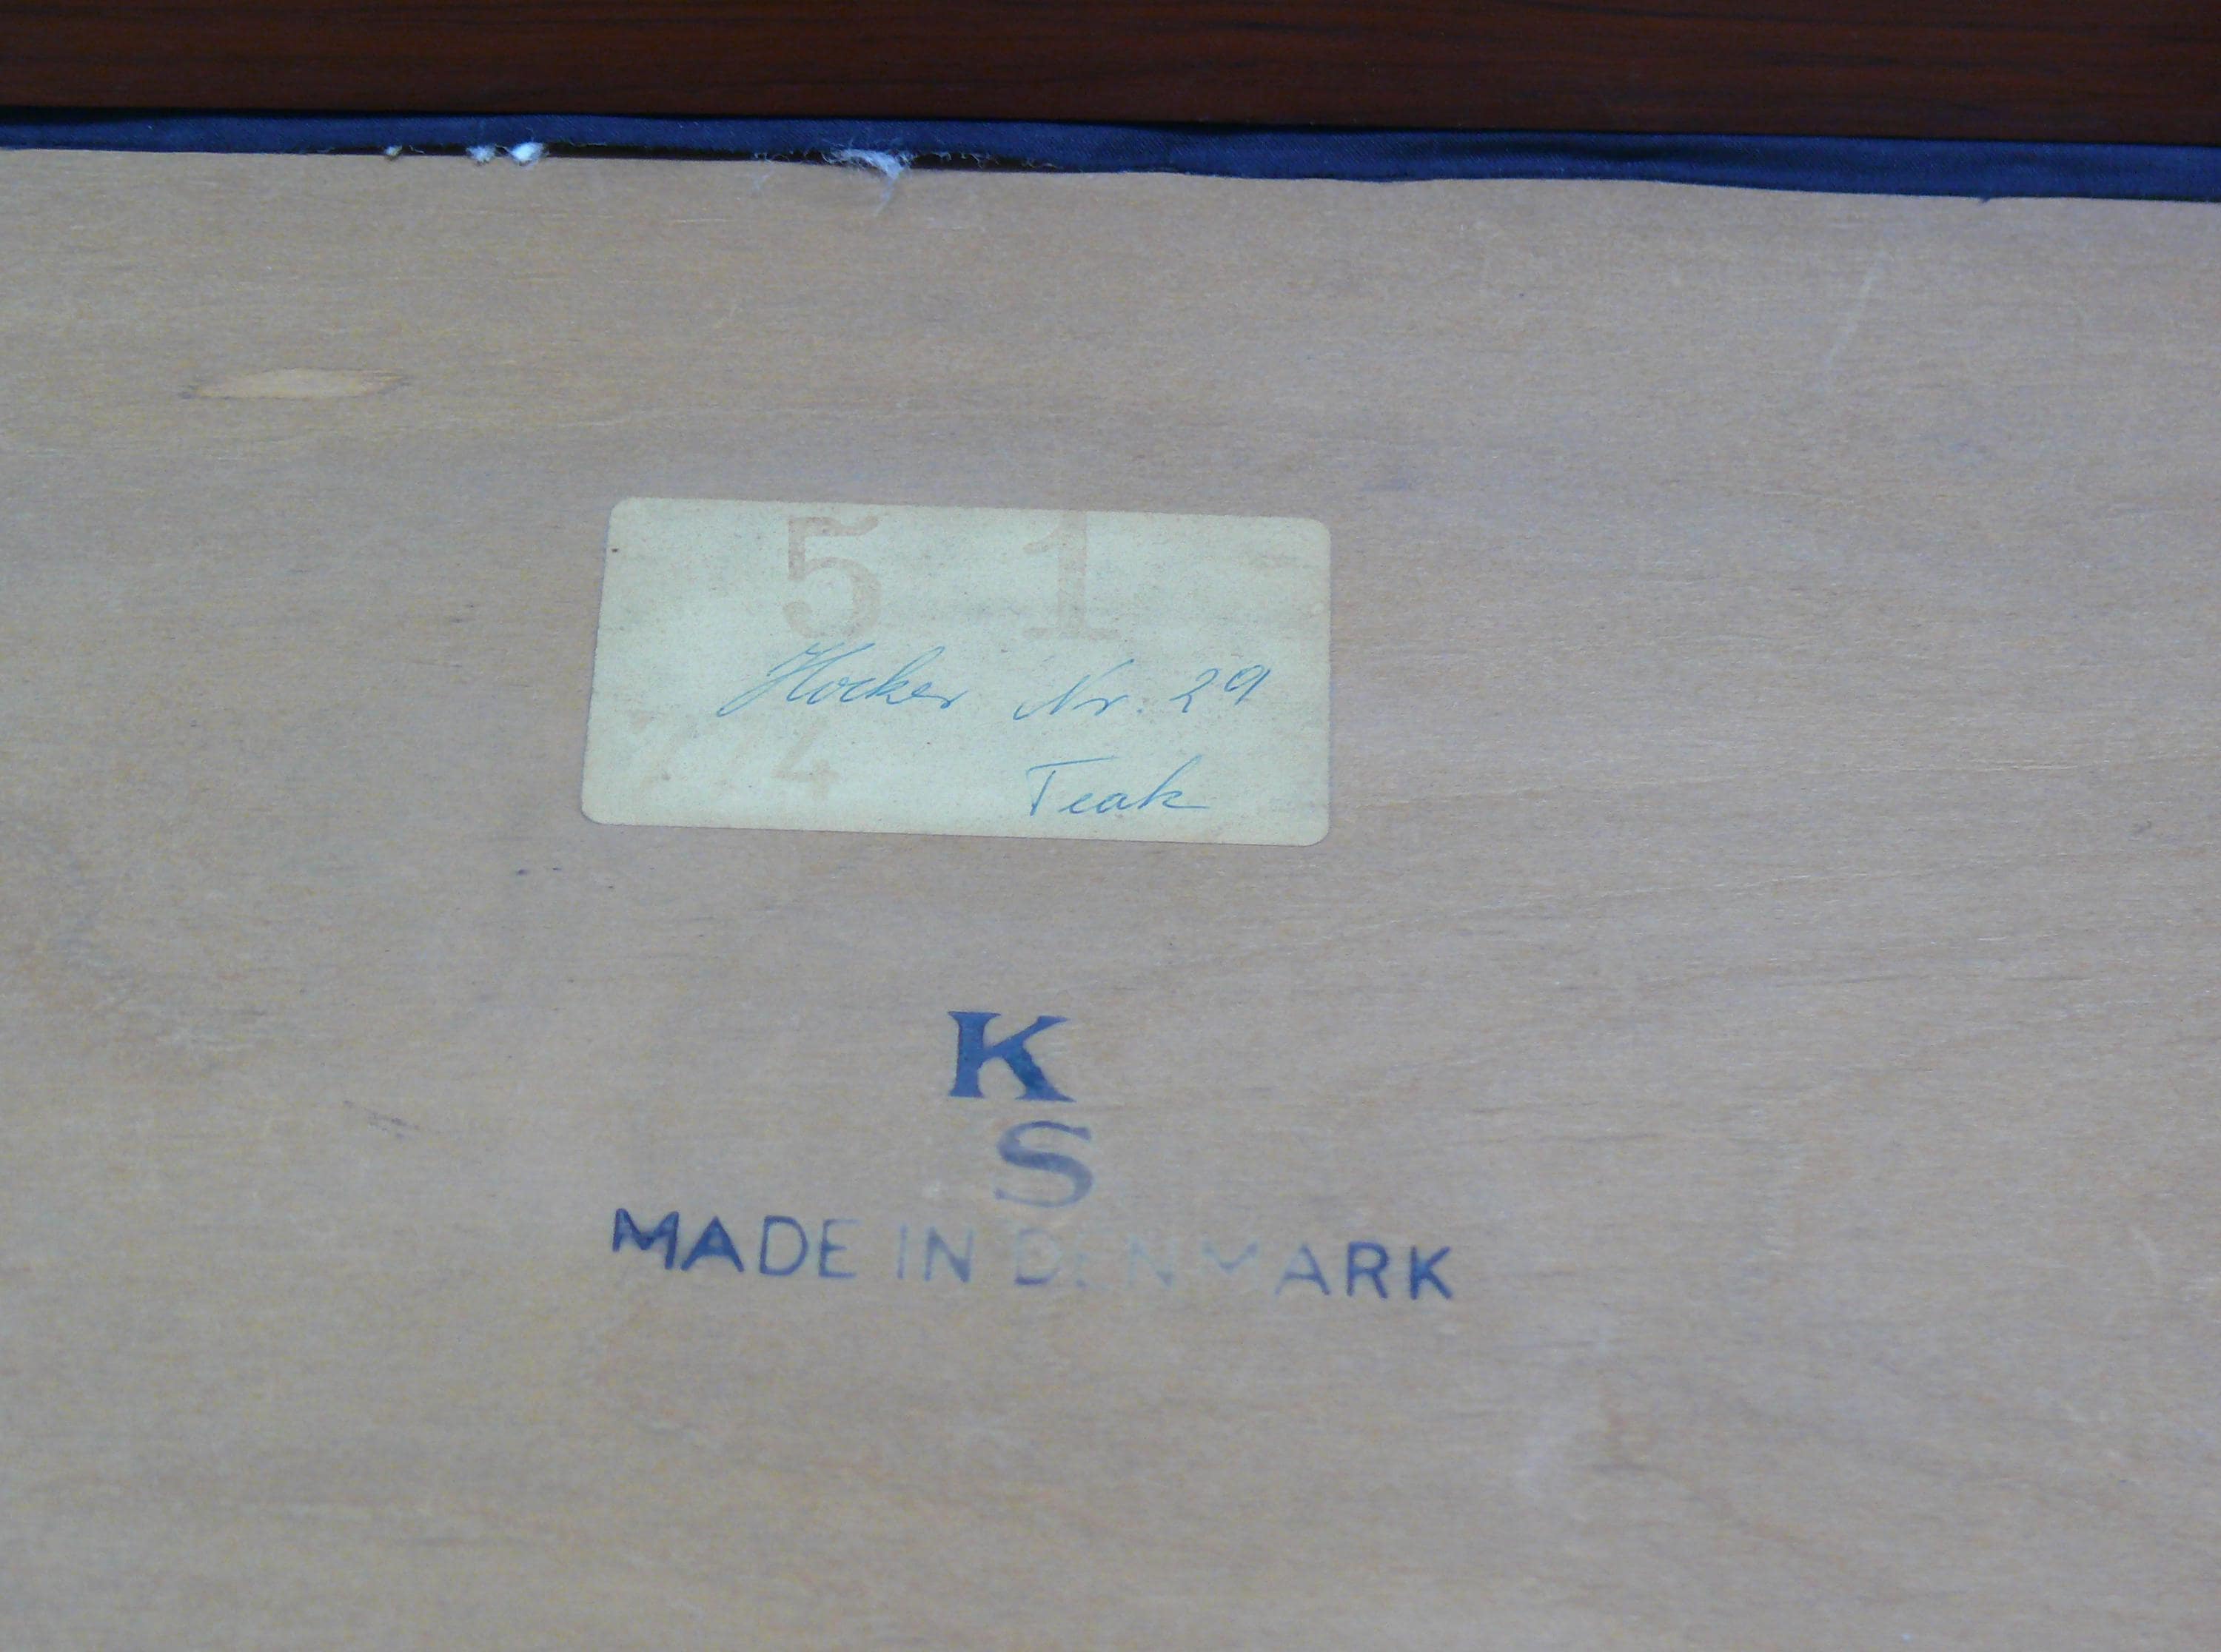 5 1
Hocker Nr. 29
4
Teak
K
S
MADE IN DENMARK